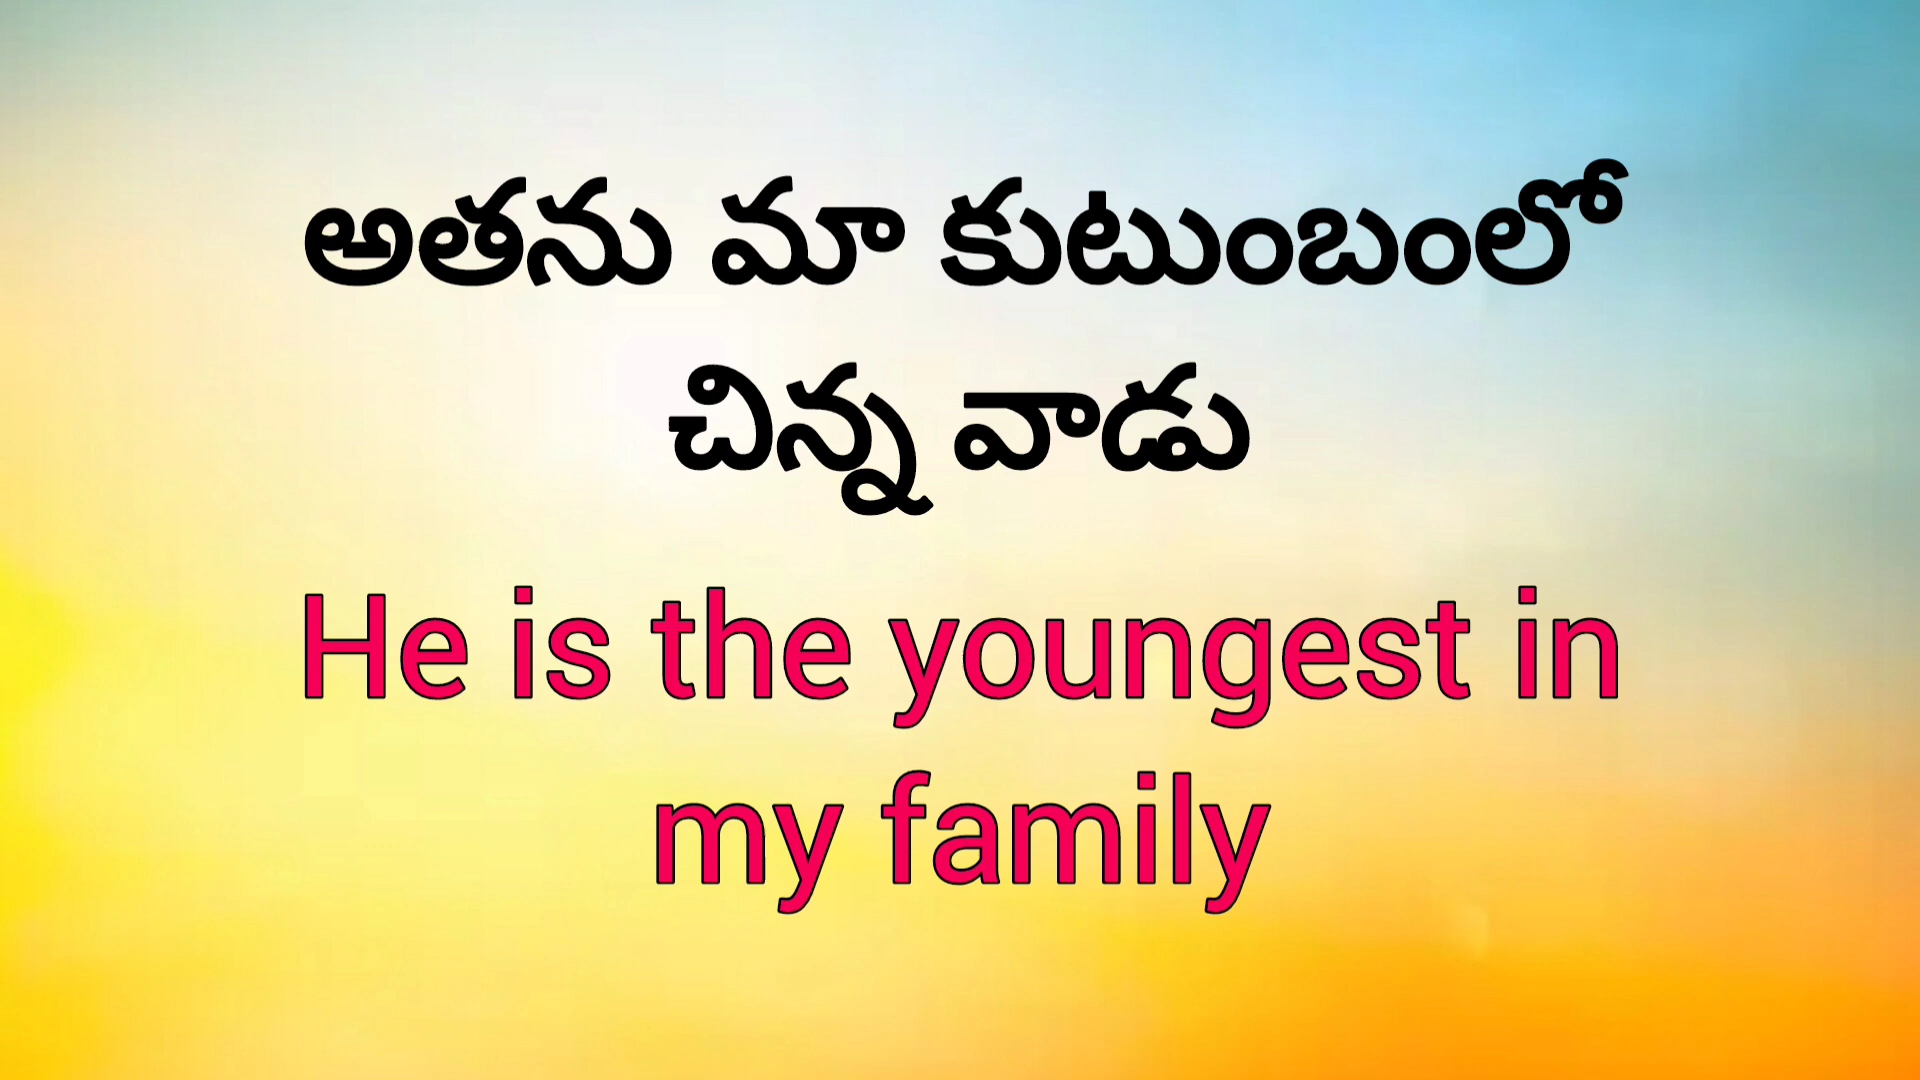 అతను మా కుటుంబంలో
చిన్న వాడు
He is the youngest in
my family